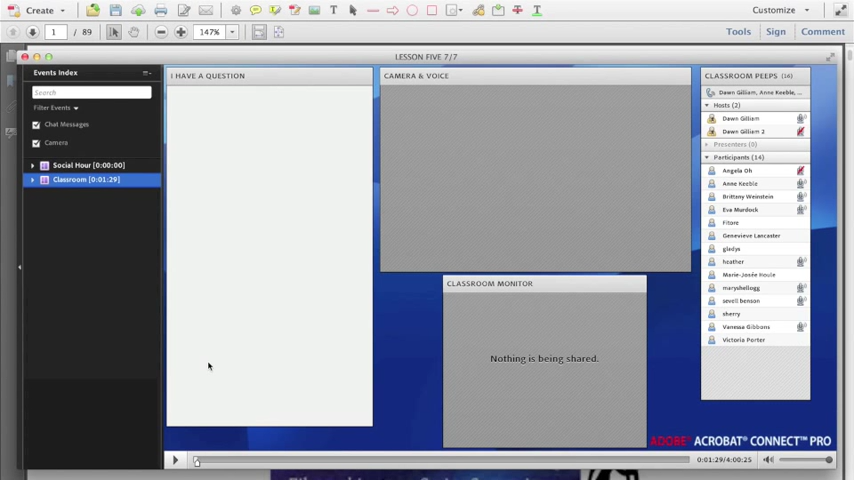 Create
Customize
1 / 89
147%
Tools
Sign
Comment
LESSON FIVE 7/7
Events Index
Search
Filter Events
Chat Messages
Camera
Social Hour [0:00:00]
Classroom [0:01:29]
I HAVE A QUESTION
CAMERA & VOICE
CLASSROOM MONITOR
Nothing is being shared.
CLASSROOM PEEPS (16)
Dawn Gilliam, Anne Keeble, ...
Hosts (2)
Dawn Gilliam
Dawn Gilliam 2
Presenters (0)
Participants (14)
Angela Oh
Anne Keeble
Britteny Weinstein
Eva Murdock
Fitore
Genevieve Lancaster
gladys
heather
Marie-Josée Houle
maryshellogg
sevell benson
sherry
Vanessa Gibbons
Victoria Porter
ADOBE® ACROBAT® CONNECT™ PRO
0:01:29/4:00:25